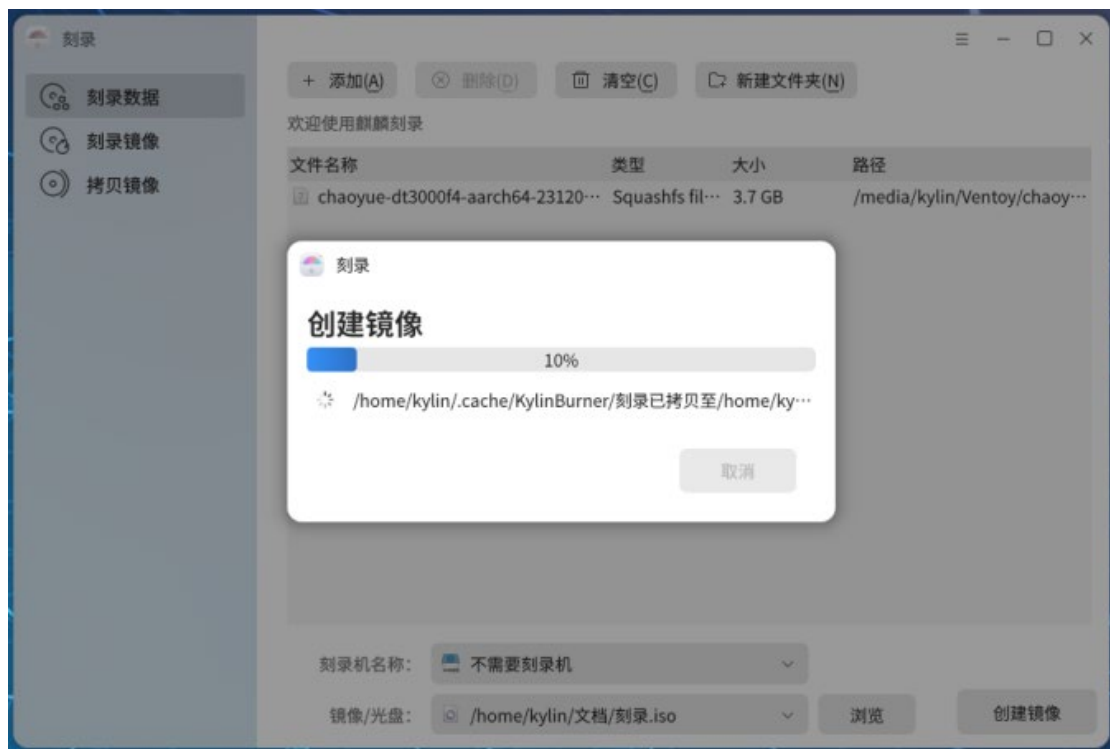 刻录
刻录数据
刻录镜像
拷贝镜像
+ 添加(A) 删除(D) 清空(C) 新建文件夹(N)
欢迎使用麒麟刻录
文件名称 类型 大小 路径
chaoyue-dt3000f4-aarch64-23120… Squashfs fil… 3.7 GB /media/kylin/Ventoy/chaoy…
刻录
创建镜像
10%
/home/kylin/.cache/KylinBurner/刻录已拷贝至/home/ky…
取消
刻录机名称: 不需要刻录机
镜像/光盘: /home/kylin/文档/刻录.iso 浏览 创建镜像